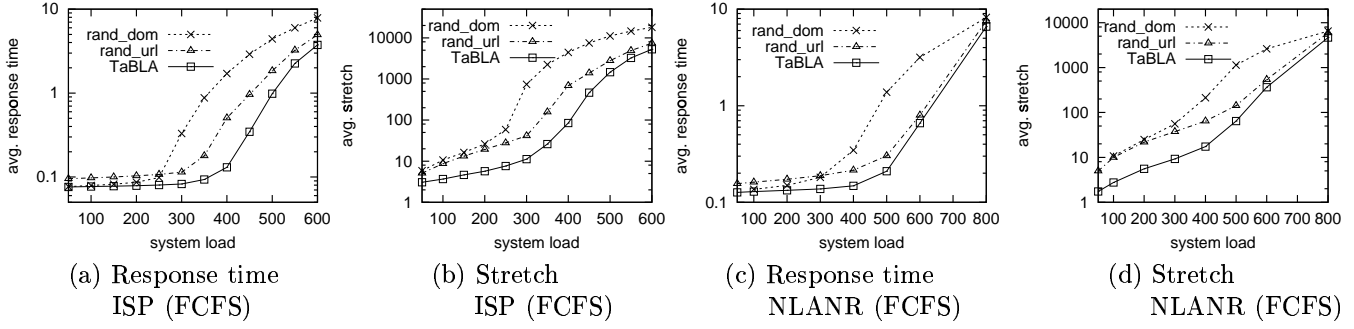 10
1
0.1
avg. response time
rand_dom
rand_url
TaBLA
100 200 300 400 500 600
system load
(a) Response time
ISP (FCFS)
10000
1000
100
10
1
avg. stretch
rand_dom
rand_url
TaBLA
100 200 300 400 500 600
system load
(b) Stretch
ISP (FCFS)
10
1
0.1
avg. response time
rand_dom
rand_url
TaBLA
100 200 300 400 500 600 700 800
system load
(c) Response time
NLANR (FCFS)
10000
1000
100
10
1
avg. stretch
rand_dom
rand_url
TaBLA
100 200 300 400 500 600 700 800
system load
(d) Stretch
NLANR (FCFS)